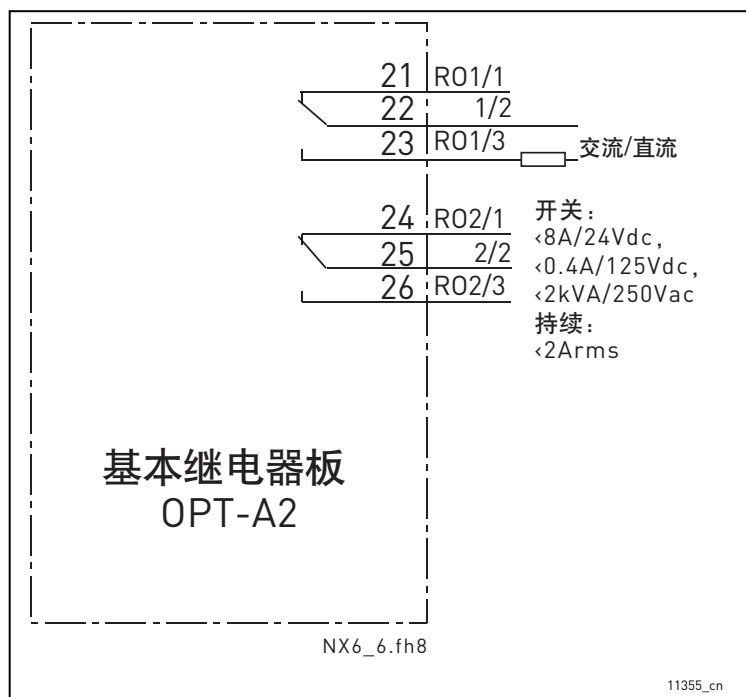 21 RO1/1
22 1/2
23 RO1/3
交流/直流
24 RO2/1
25 2/2
26 RO2/3
开关：
<8A/24Vdc,
<0.4A/125Vdc,
<2kVA/250Vac
持续：
<2Arms
基本继电器板
OPT-A2
NX6_6.fh8
11355_cn